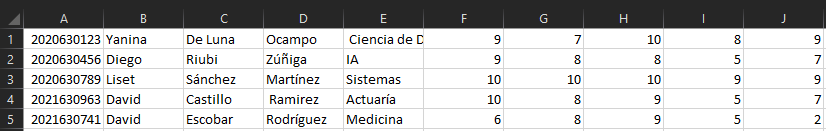 A B C D E F G H I J
1 2020630123 Yanina De Luna Ocampo Ciencia de D 9 7 10 8 9
2 2020630456 Diego Riubi Zúñiga IA 9 8 8 5 7
3 2020630789 Liset Sánchez Martínez Sistemas 10 10 10 9 9
4 2021630963 David Castillo Ramirez Actuaría 10 8 9 5 7
5 2021630741 David Escobar Rodríguez Medicina 6 8 9 5 2